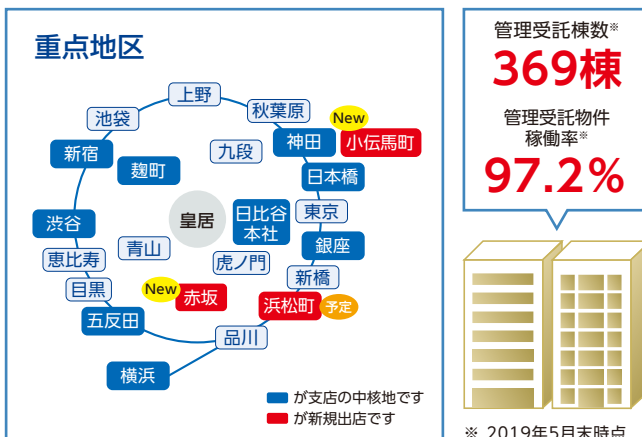 重点地区
上野
池袋
秋葉原
New
新宿
九段
神田
小伝馬町
麹町
日本橋
皇居
日比谷
本社
東京
渋谷
青山
銀座
恵比寿
虎ノ門
新橋
目黒
New
赤坂
浜松町
予定
五反田
品川
横浜
が支店の中核地です
が新規出店です
管理受託棟数※
369棟
管理受託物件
稼働率※
97.2%
※ 2019年5月末時点